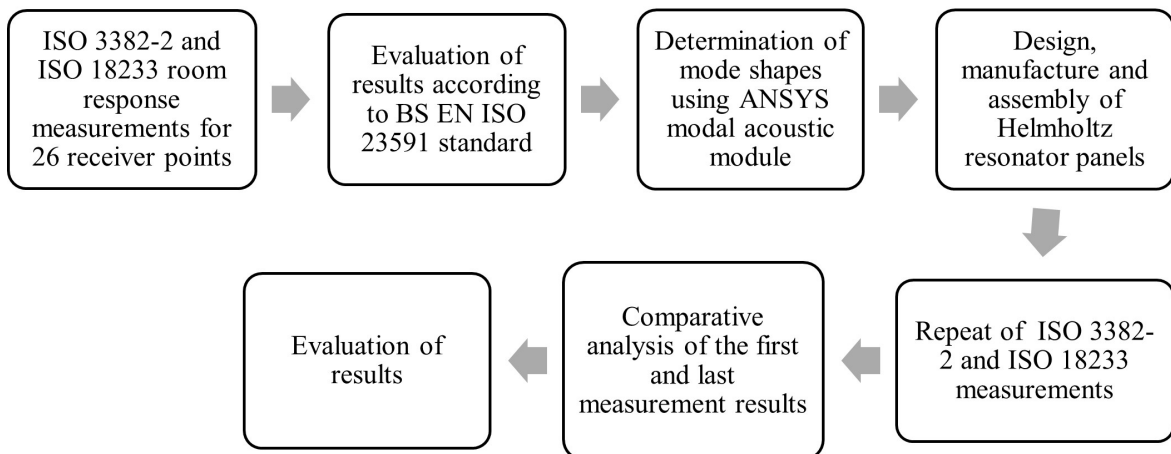 ISO 3382-2 and
ISO 18233 room
response
measurements for
26 receiver points
Evaluation of
results according
to BS EN ISO
23591 standard
Determination of
mode shapes
using ANSYS
modal acoustic
module
Design,
manufacture and
assembly of
Helmholtz
resonator panels
Repeat of ISO 3382-
2 and ISO 18233
measurements
Comparative
analysis of the first
and last
measurement results
Evaluation of
results